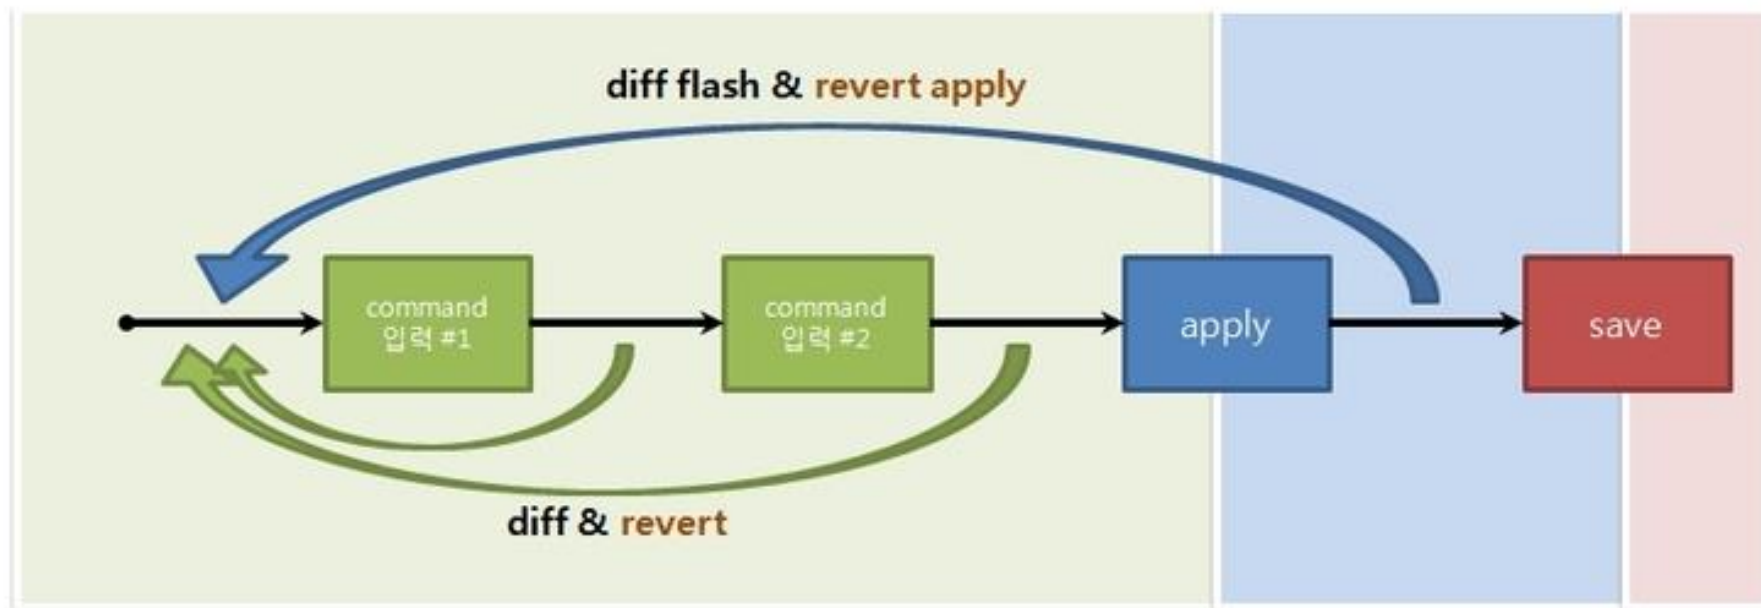 diff flash & revert apply
command
입력 #1
command
입력 #2
apply
save
diff & revert